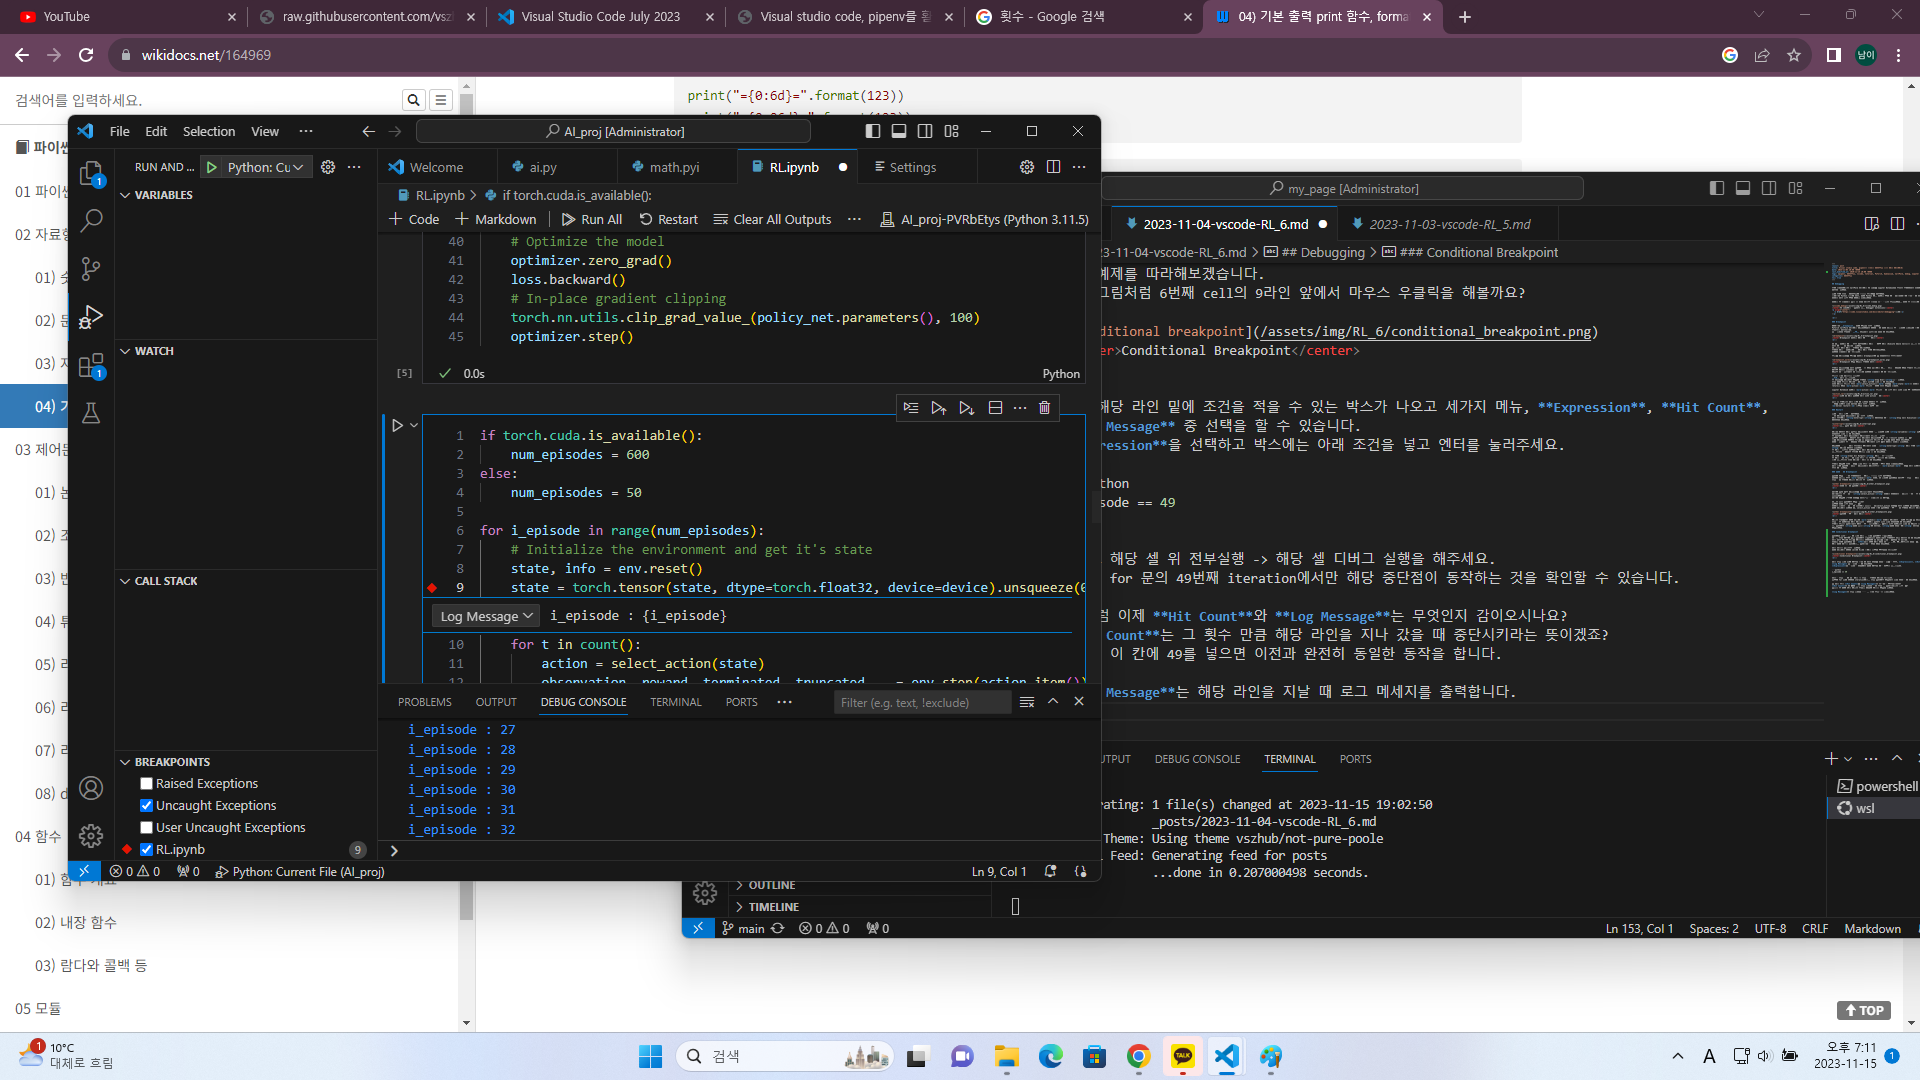 YouTube
raw.githubusercontent.com/vsz
Visual Studio Code July 2023
Visual studio code, pipenv를 활
횟수 - Google 검색
04) 기본 출력 print 함수, forma
wikidocs.net/164969
남이
검색어를 입력하세요.
print("={0:6d}=".format(123))
파이썬
01 파이썬
02 자료형
01)
02) 문
03)
04) 기
03 제어문
01) 논
02) 조
03) 반
04) 튜
05) 리
06)
07)
08) d
04 함수
01) 함수 개요
02) 내장 함수
03) 람다와 콜백 등
05 모듈
TOP
File Edit Selection View ···
AI_proj [Administrator]
RUN AND ...
Python: Cu
Welcome
ai.py
math.pyi
RL.ipynb
Settings
RL.ipynb > if torch.cuda.is_available():
+ Code + Markdown Run All Restart Clear All Outputs ··· AI_proj-PVRbEtys (Python 3.11.5)
VARIABLES
WATCH
CALL STACK
BREAKPOINTS
Raised Exceptions
Uncaught Exceptions
User Uncaught Exceptions
RL.ipynb 9
40 # Optimize the model
41 optimizer.zero_grad()
42 loss.backward()
43 # In-place gradient clipping
44 torch.nn.utils.clip_grad_value_(policy_net.parameters(), 100)
45 optimizer.step()
[5] 0.0s Python
1 if torch.cuda.is_available():
2 num_episodes = 600
3 else:
4 num_episodes = 50
5
6 for i_episode in range(num_episodes):
7 # Initialize the environment and get it's state
8 state, info = env.reset()
9 state = torch.tensor(state, dtype=torch.float32, device=device).unsqueeze(0
Log Message i_episode : {i_episode}
10 for t in count():
11 action = select_action(state)
12 observation, reward, terminated, truncated, _ = env.step(action.item())
PROBLEMS OUTPUT DEBUG CONSOLE TERMINAL PORTS ···
Filter (e.g. text, !exclude)
i_episode : 27
i_episode : 28
i_episode : 29
i_episode : 30
i_episode : 31
i_episode : 32
0 0 0 Python: Current File (AI_proj) Ln 9, Col 1
my_page [Administrator]
2023-11-04-vscode-RL_6.md
2023-11-03-vscode-RL_5.md
23-11-04-vscode-RL_6.md > ## Debugging > ### Conditional Breakpoint
예제를 따라해보겠습니다.
그림처럼 6번째 cell의 9라인 앞에서 마우스 우클릭을 해볼까요?
ditional breakpoint](/assets/img/RL_6/conditional_breakpoint.png)
er>Conditional Breakpoint</center>
해당 라인 밑에 조건을 적을 수 있는 박스가 나오고 세가지 메뉴, **Expression**, **Hit Count**,
Message** 중 선택을 할 수 있습니다.
ression**을 선택하고 박스에는 아래 조건을 넣고 엔터를 눌러주세요.
thon
sode == 49
해당 셀 위 전부실행 -> 해당 셀 디버그 실행을 해주세요.
for 문의 49번째 iteration에서만 해당 중단점이 동작하는 것을 확인할 수 있습니다.
럼 이제 **Hit Count**와 **Log Message**는 무엇인지 감이오시나요?
Count**는 그 횟수 만큼 해당 라인을 지나 갔을 때 중단시키라는 뜻이겠죠?
이 칸에 49를 넣으면 이전과 완전히 동일한 동작을 합니다.
Message**는 해당 라인을 지날 때 로그 메세지를 출력합니다.
UTPUT DEBUG CONSOLE TERMINAL PORTS
rating: 1 file(s) changed at 2023-11-15 19:02:50
_posts/2023-11-04-vscode-RL_6.md
Theme: Using theme vszhub/not-pure-poole
Feed: Generating feed for posts
...done in 0.207000498 seconds.
powershell
wsl
OUTLINE
TIMELINE
main 0 0 0 Ln 153, Col 1 Spaces: 2 UTF-8 CRLF Markdown
1
10°C
대체로 흐림
검색
TALK
A
오후 7:11
2023-11-15
1